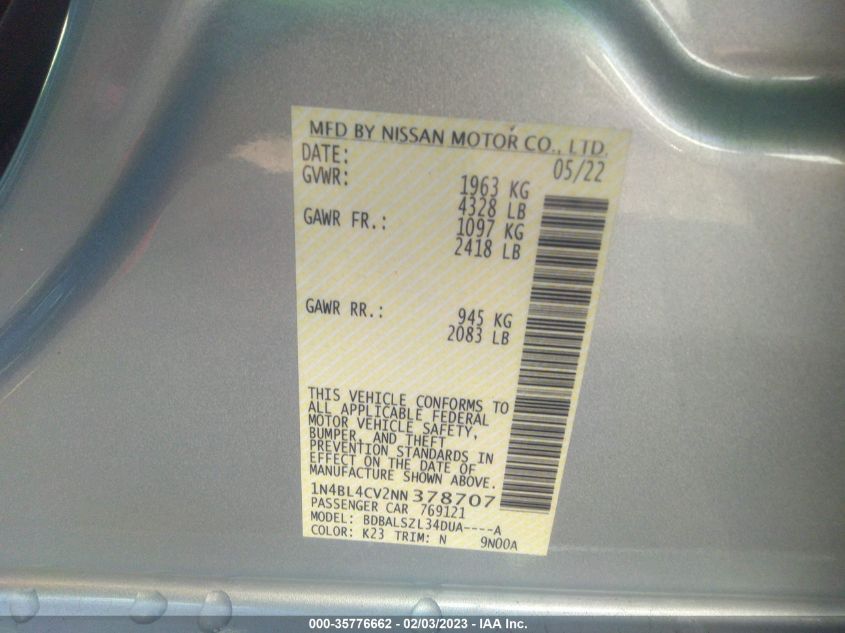 MFD BY NISSAN MOTOR CO., LTD.
DATE: 05/22
GVWR: 1963 KG
4328 LB
GAWR FR.: 1097 KG
2418 LB
GAWR RR.: 945 KG
2083 LB
THIS VEHICLE CONFORMS TO
ALL APPLICABLE FEDERAL
MOTOR VEHICLE SAFETY,
BUMPER, AND THEFT
PREVENTION STANDARDS IN
EFFECT ON THE DATE OF
MANUFACTURE SHOWN ABOVE.
1N4BL4CV2NN378707
PASSENGER CAR 769121
MODEL: BDBALSZL34DUA----A
COLOR: K23 TRIM: N 9N00A
000-35776662 - 02/03/2023 - IAA Inc.